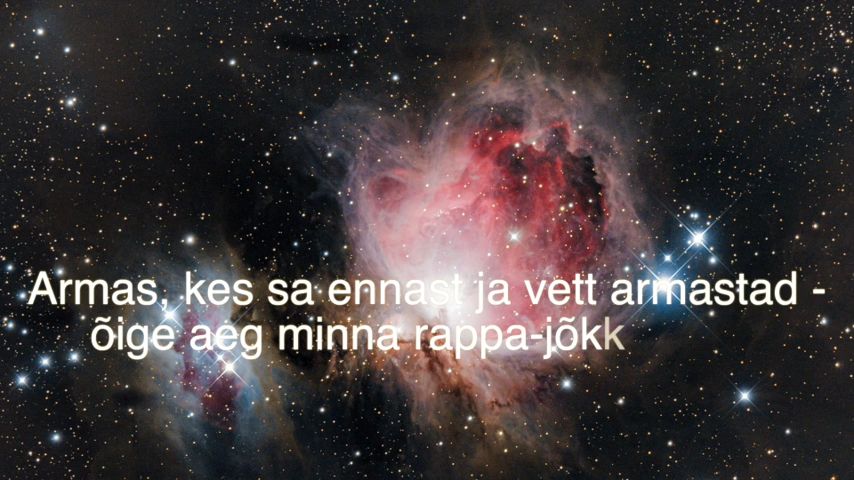 Armas, kes sa ennast ja vett armastad -
õige aeg minna rappa-jõkk